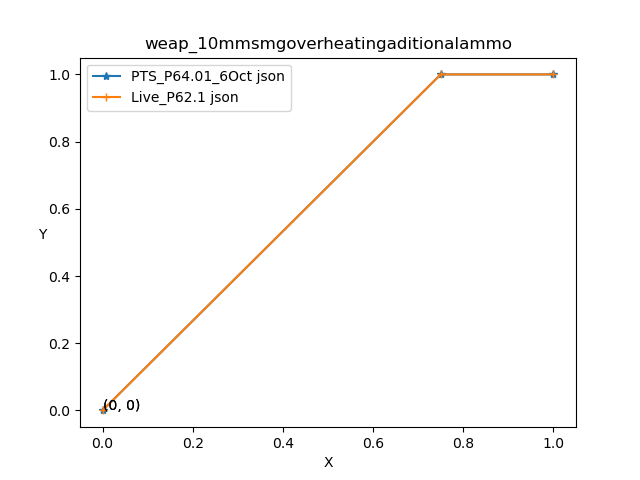 weap_10mmsmgoverheatingaditionalammo
PTS_P64.01_6Oct json
Live_P62.1 json
1.0
0.8
0.6
Y
0.4
0.2
0.0
(0, 0)
0.0 0.2 0.4 0.6 0.8 1.0
X